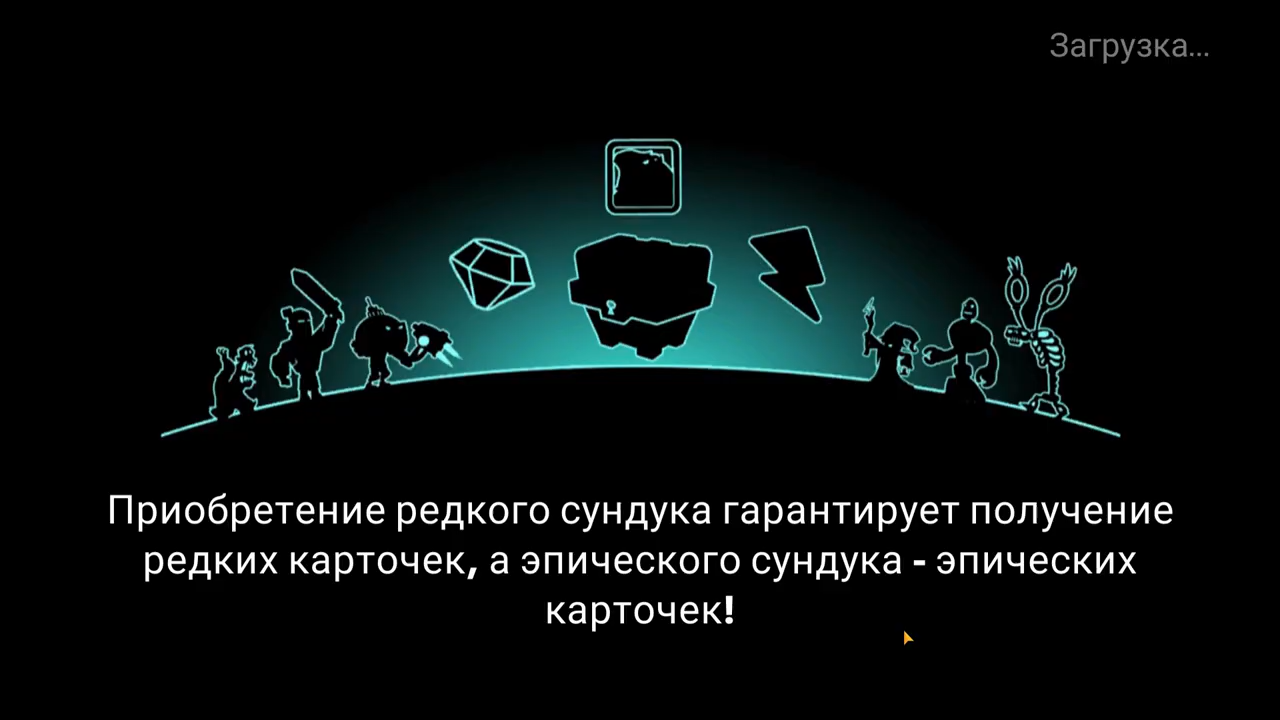 Загрузка...
Приобретение редкого сундука гарантирует получение
редких карточек, а эпического сундука - эпических
карточек!